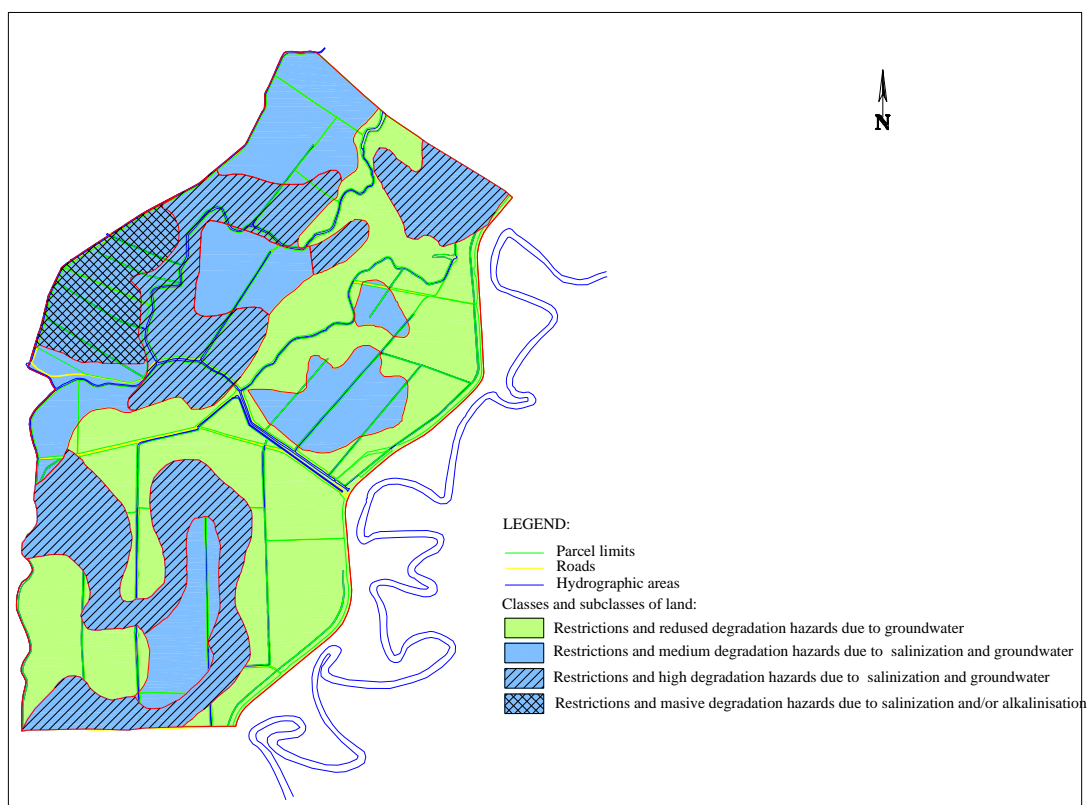 N
LEGEND:
Parcel limits
Roads
Hydrographic areas
Classes and subclasses of land:
Restrictions and redused degradation hazards due to groundwater
Restrictions and medium degradation hazards due to salinization and groundwater
Restrictions and high degradation hazards due to salinization and groundwater
Restrictions and masive degradation hazards due to salinization and/or alkalinisation